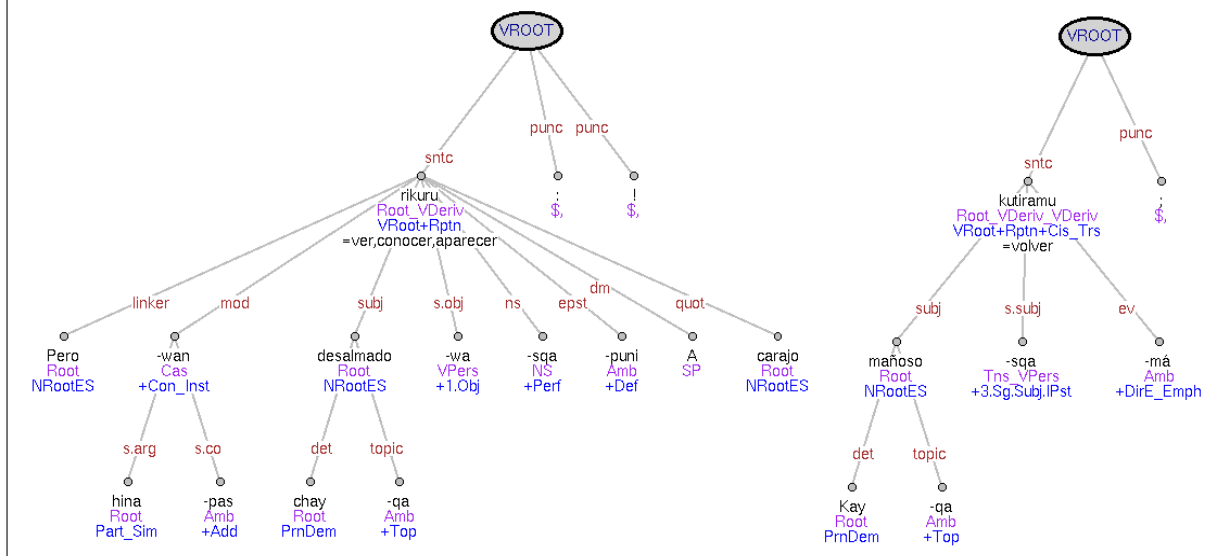 VROOT VROOT
punc punc punc
sntc sntc
rikuru : ! kutiramu ;
Root_VDeriv $, $, Root_VDeriv_VDeriv $,
VRoot+Rptn VRoot+Rptn+Cis_Trs
=ver,conocer,aparecer =volver
linker mod subj s.obj ns epst dm quot subj s.subj ev
Pero -wan desalmado -wa -sqa -puni A carajo mañoso -sqa -má
Root Cas Root VPers NS Amb SP Root Root Tns_VPers Amb
NRootES +Con_Inst NRootES +1.Obj +Perf +Def NRootES NRootES +3.Sg.Subj.IPst +DirE_Emph
s.arg s.co det topic det topic
hina -pas chay -qa Kay -qa
Root Amb Root Amb Root Amb
Part_Sim +Add PrnDem +Top PrnDem +Top